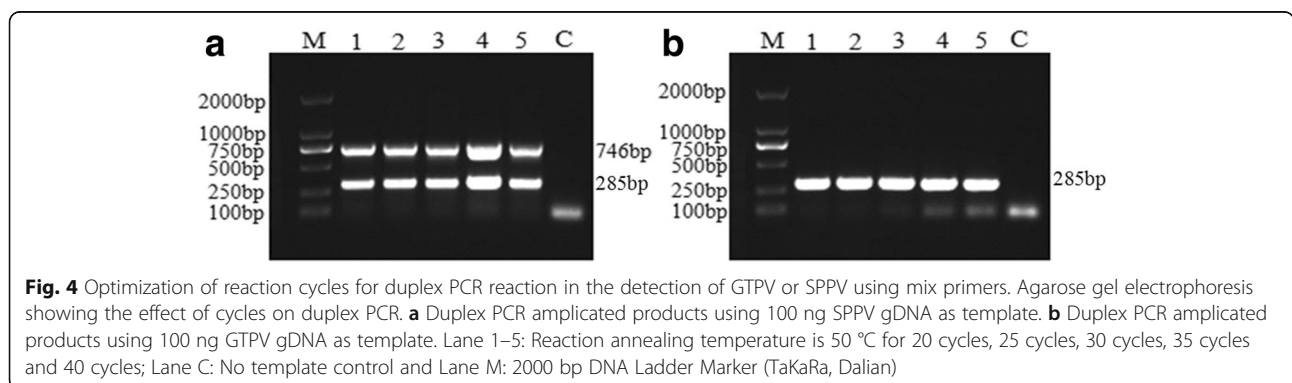 a
M 1 2 3 4 5 C
2000bp
1000bp
750bp
500bp
250bp
100bp
746bp
285bp
b
M 1 2 3 4 5 C
2000bp
1000bp
750bp
500bp
250bp
100bp
285bp
Fig. 4 Optimization of reaction cycles for duplex PCR reaction in the detection of GTPV or SPPV using mix primers. Agarose gel electrophoresis
showing the effect of cycles on duplex PCR. a Duplex PCR amplicated products using 100 ng SPPV gDNA as template. b Duplex PCR amplicated
products using 100 ng GTPV gDNA as template. Lane 1–5: Reaction annealing temperature is 50 °C for 20 cycles, 25 cycles, 30 cycles, 35 cycles
and 40 cycles; Lane C: No template control and Lane M: 2000 bp DNA Ladder Marker (TaKaRa, Dalian)